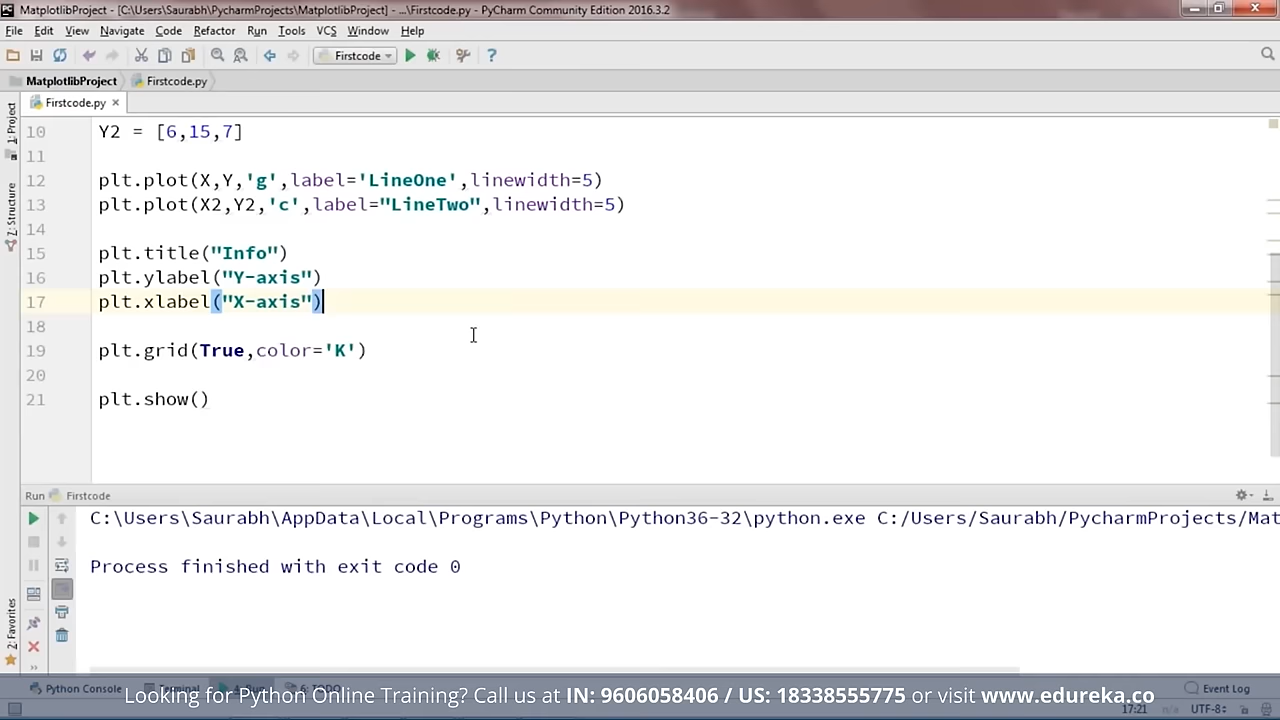 MatplotlibProject - [C:\Users\Saurabh\PycharmProjects\MatplotlibProject] - ...\Firstcode.py - PyCharm Community Edition 2016.3.2
File Edit View Navigate Code Refactor Run Tools VCS Window Help
Firstcode
MatplotlibProject Firstcode.py
Firstcode.py
1: Project
Z: Structure
10 Y2 = [6,15,7]
11
12 plt.plot(X,Y,'g',label='LineOne',linewidth=5)
13 plt.plot(X2,Y2,'c',label="LineTwo",linewidth=5)
14
15 plt.title("Info")
16 plt.ylabel("Y-axis")
17 plt.xlabel("X-axis")
18
19 plt.grid(True,color='K')
20
21 plt.show()
Run Firstcode
C:\Users\Saurabh\AppData\Local\Programs\Python\Python36-32\python.exe C:/Users/Saurabh/PycharmProjects/Mat
Process finished with exit code 0
2: Favorites
Python Console Event Log
Looking for Python Online Training? Call us at IN: 9606058406 / US: 18338555775 or visit www.edureka.co
17:21 n/a UTF-8